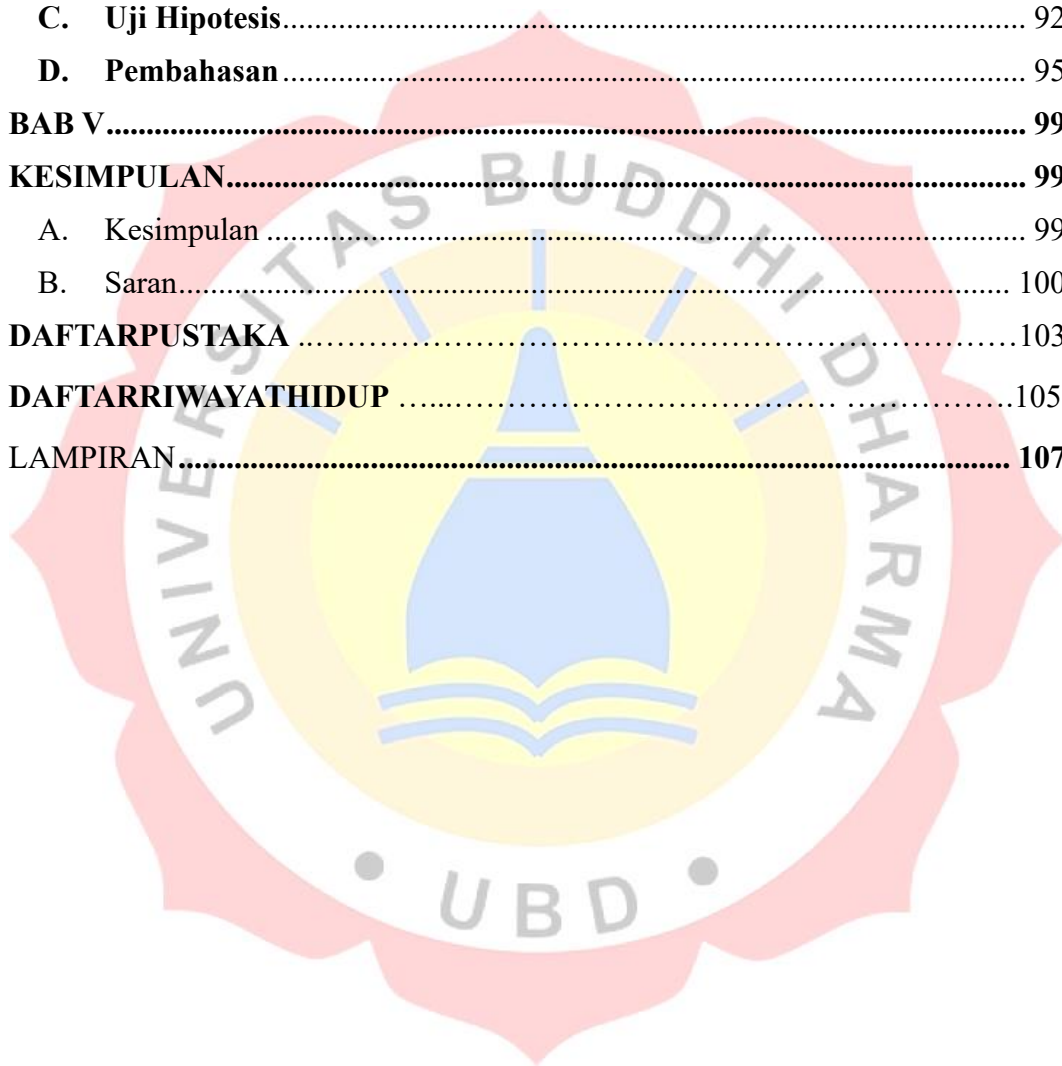 C. Uji Hipotesis.......................................................................................... 92
D. Pembahasan.......................................................................................... 95
BAB V.................................................................................................................. 99
KESIMPULAN................................................................................................... 99
A. Kesimpulan ............................................................................................ 99
B. Saran....................................................................................................... 100
DAFTARPUSTAKA ..……………………………………………………………103
DAFTARRIWAYATHIDUP …...……………………………… …………….105
LAMPIRAN....................................................................................................... 107
UNIVERSITAS BUDDHI DHARMA
• UBD •